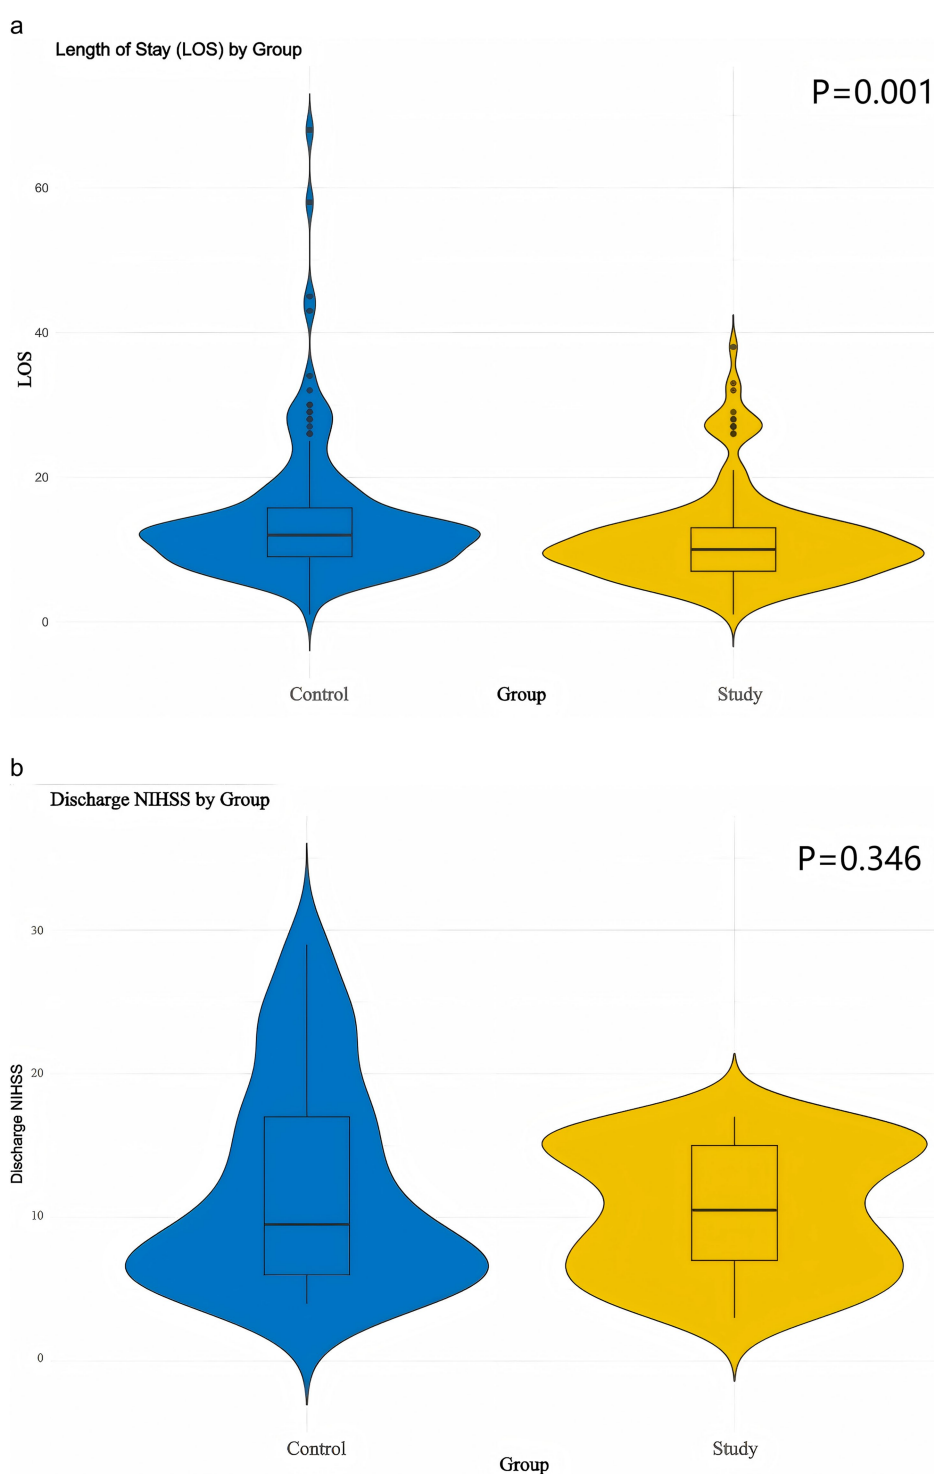 a
Length of Stay (LOS) by Group
P=0.001
60
40
LOS
20
0
Control
Group
Study
b
Discharge NIHSS by Group
P=0.346
30
20
Discharge NIHSS
10
0
Control
Study
Group